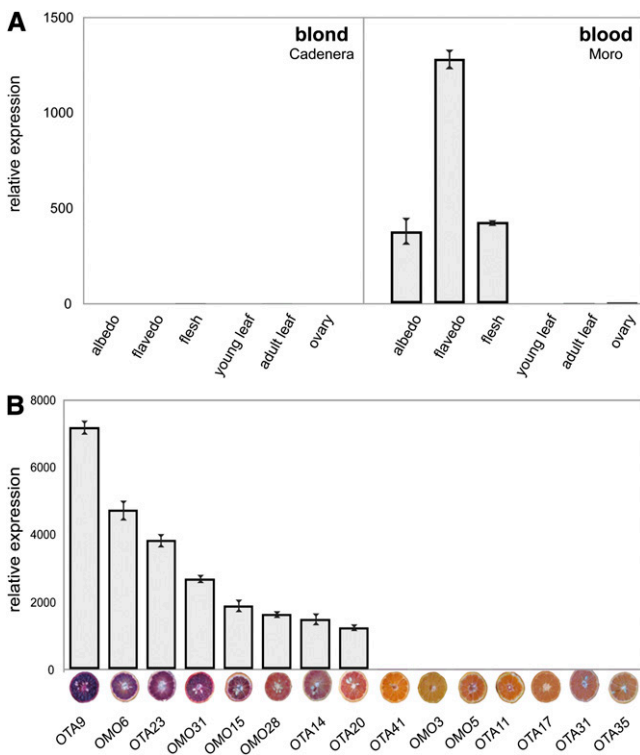 A
1500
blond
Cadenera
blood
Moro
1000
500
0
relative expression
albedo
flavedo
flesh
young leaf
adult leaf
ovary
albedo
flavedo
flesh
young leaf
adult leaf
ovary
B
8000
6000
4000
2000
0
relative expression
OTA9
OMO6
OTA23
OMO31
OMO15
OMO28
OTA14
OTA20
OTA41
OMO3
OMO5
OTA11
OTA17
OTA31
OTA35